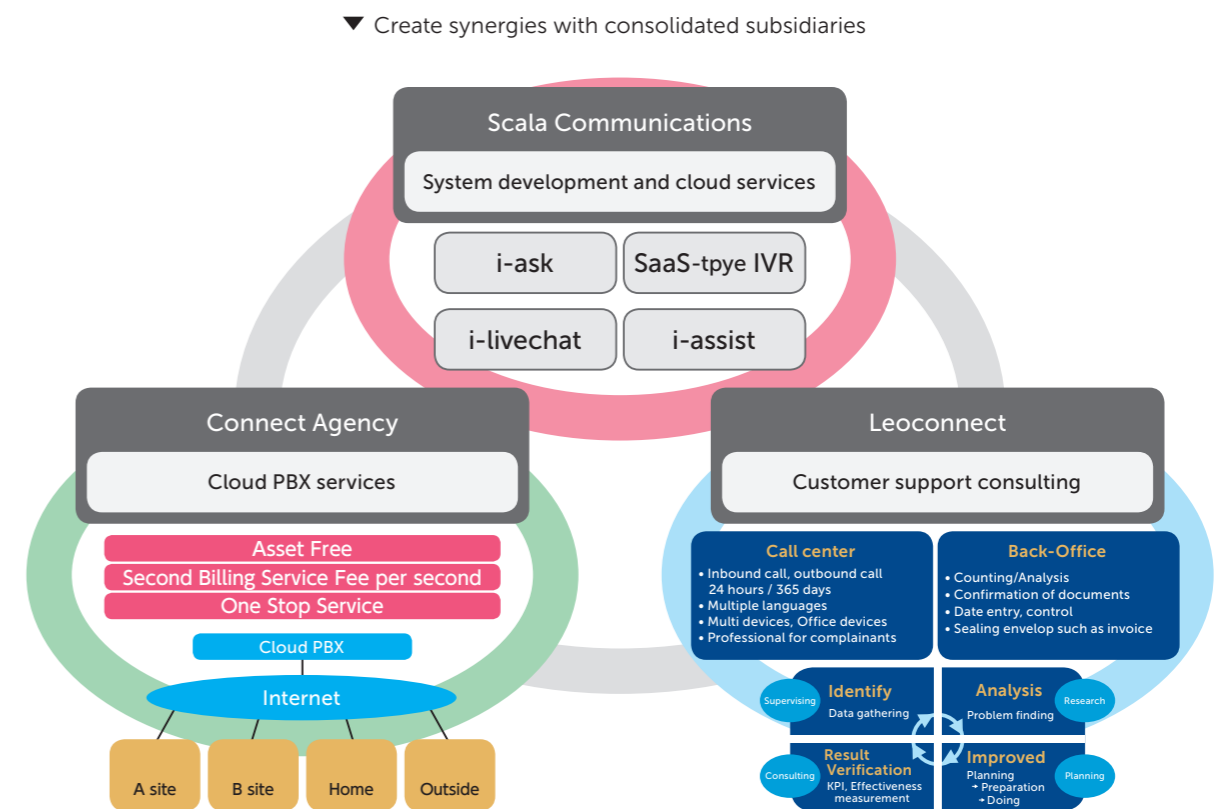 ▼ Create synergies with consolidated subsidiaries
Scala Communications
System development and cloud services
i-ask
SaaS-tpye IVR
i-livechat
i-assist
Connect Agency
Cloud PBX services
Asset Free
Second Billing Service Fee per second
One Stop Service
Cloud PBX
Internet
A site
B site
Home
Outside
Leoconnect
Customer support consulting
Call center
• Inbound call, outbound call
24 hours / 365 days
• Multiple languages
• Multi devices, Office devices
• Professional for complainants
Back-Office
• Counting/Analysis
• Confirmation of documents
• Date entry, control
• Sealing envelop such as invoice
Supervising
Identify
Data gathering
Analysis
Problem finding
Research
Consulting
Result
Verification
KPI, Effectiveness
measurement
Improved
Planning
→ Preparation
→ Doing
Planning